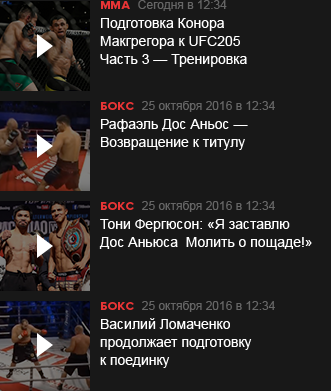 ММА Сегодня в 12:34
Подготовка Конора
Макгрегора к UFC205
Часть 3 — Тренировка
БОКС 25 октября 2016 в 12:34
Рафаэль Дос Аньос —
Возвращение к титулу
БОКС 25 октября 2016 в 12:34
Тони Фергюсон: «Я заставлю
Дос Аньюса Молить о пощаде!»
БОКС 25 октября 2016 в 12:34
Василий Ломаченко
продолжает подготовку
к поединку